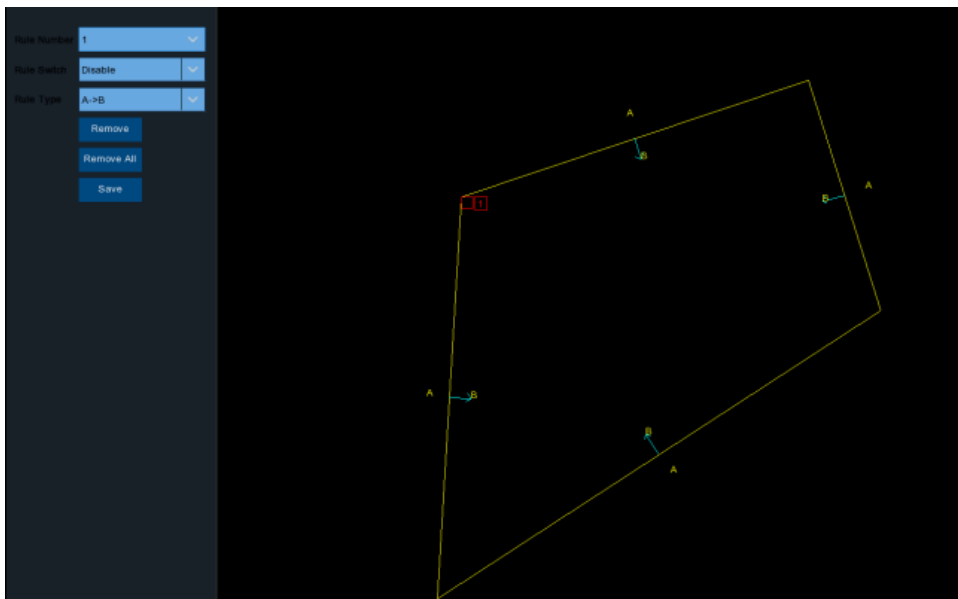 Rule Number 1
Rule Switch Disable
Rule Type A->B
Remove
Remove All
Save
A
B
A
B
1
A
B
B
A